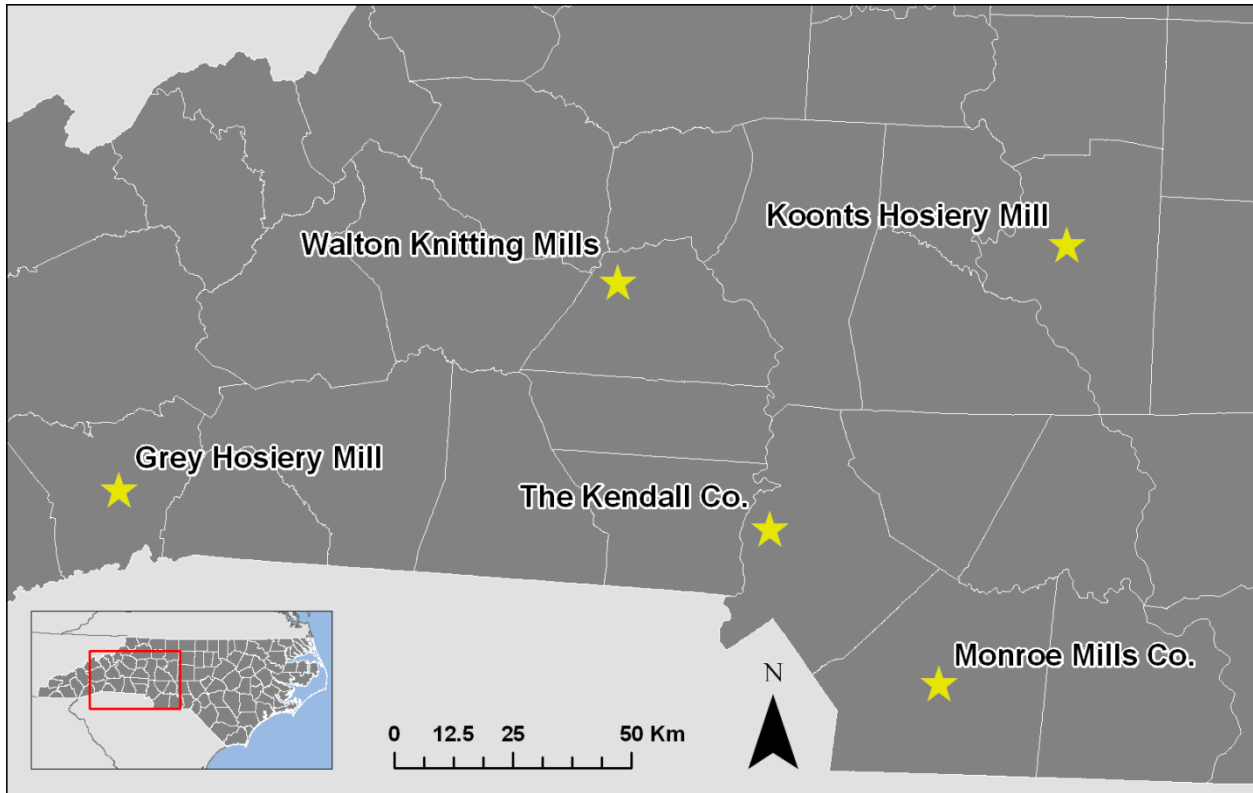 Koonts Hosiery Mill
Walton Knitting Mills
Grey Hosiery Mill
The Kendall Co.
Monroe Mills Co.
N
0 12.5 25 50 Km